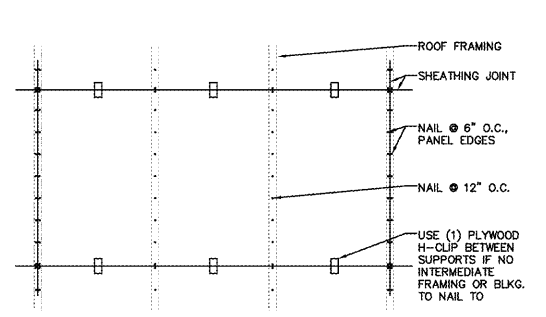 ROOF FRAMING
SHEATHING JOINT
NAIL @ 6" O.C.,
PANEL EDGES
NAIL @ 12" O.C.
USE (1) PLYWOOD
H-CLIP BETWEEN
SUPPORTS IF NO
INTERMEDIATE
FRAMING OR BLKG.
TO NAIL TO